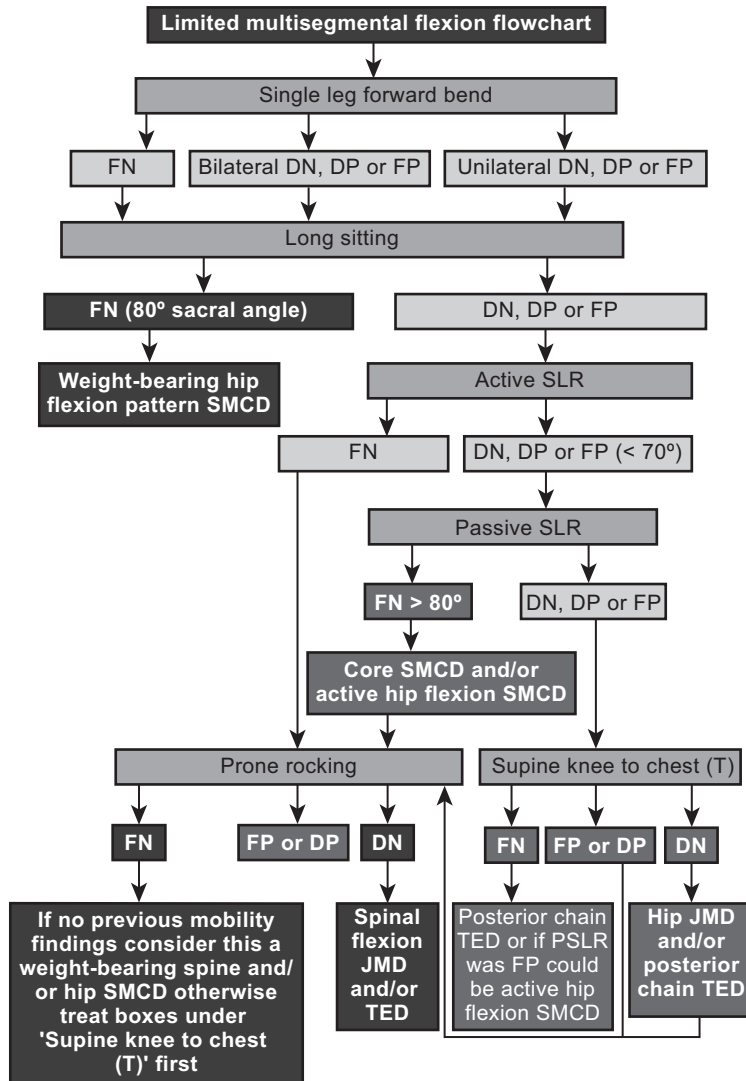 Limited multisegmental flexion flowchart
Single leg forward bend
FN
Bilateral DN, DP or FP
Unilateral DN, DP or FP
Long sitting
FN (80º sacral angle)
DN, DP or FP
Weight-bearing hip
flexion pattern SMCD
Active SLR
FN
DN, DP or FP (< 70º)
Passive SLR
FN > 80º
DN, DP or FP
Core SMCD and/or
active hip flexion SMCD
Prone rocking
Supine knee to chest (T)
FN
FP or DP
DN
FN
FP or DP
DN
If no previous mobility
findings consider this a
weight-bearing spine and/
or hip SMCD otherwise
treat boxes under
'Supine knee to chest
(T)' first
Spinal
flexion
JMD
and/or
TED
Posterior chain
TED or if PSLR
was FP could
be active hip
flexion SMCD
Hip JMD
and/or
posterior
chain TED